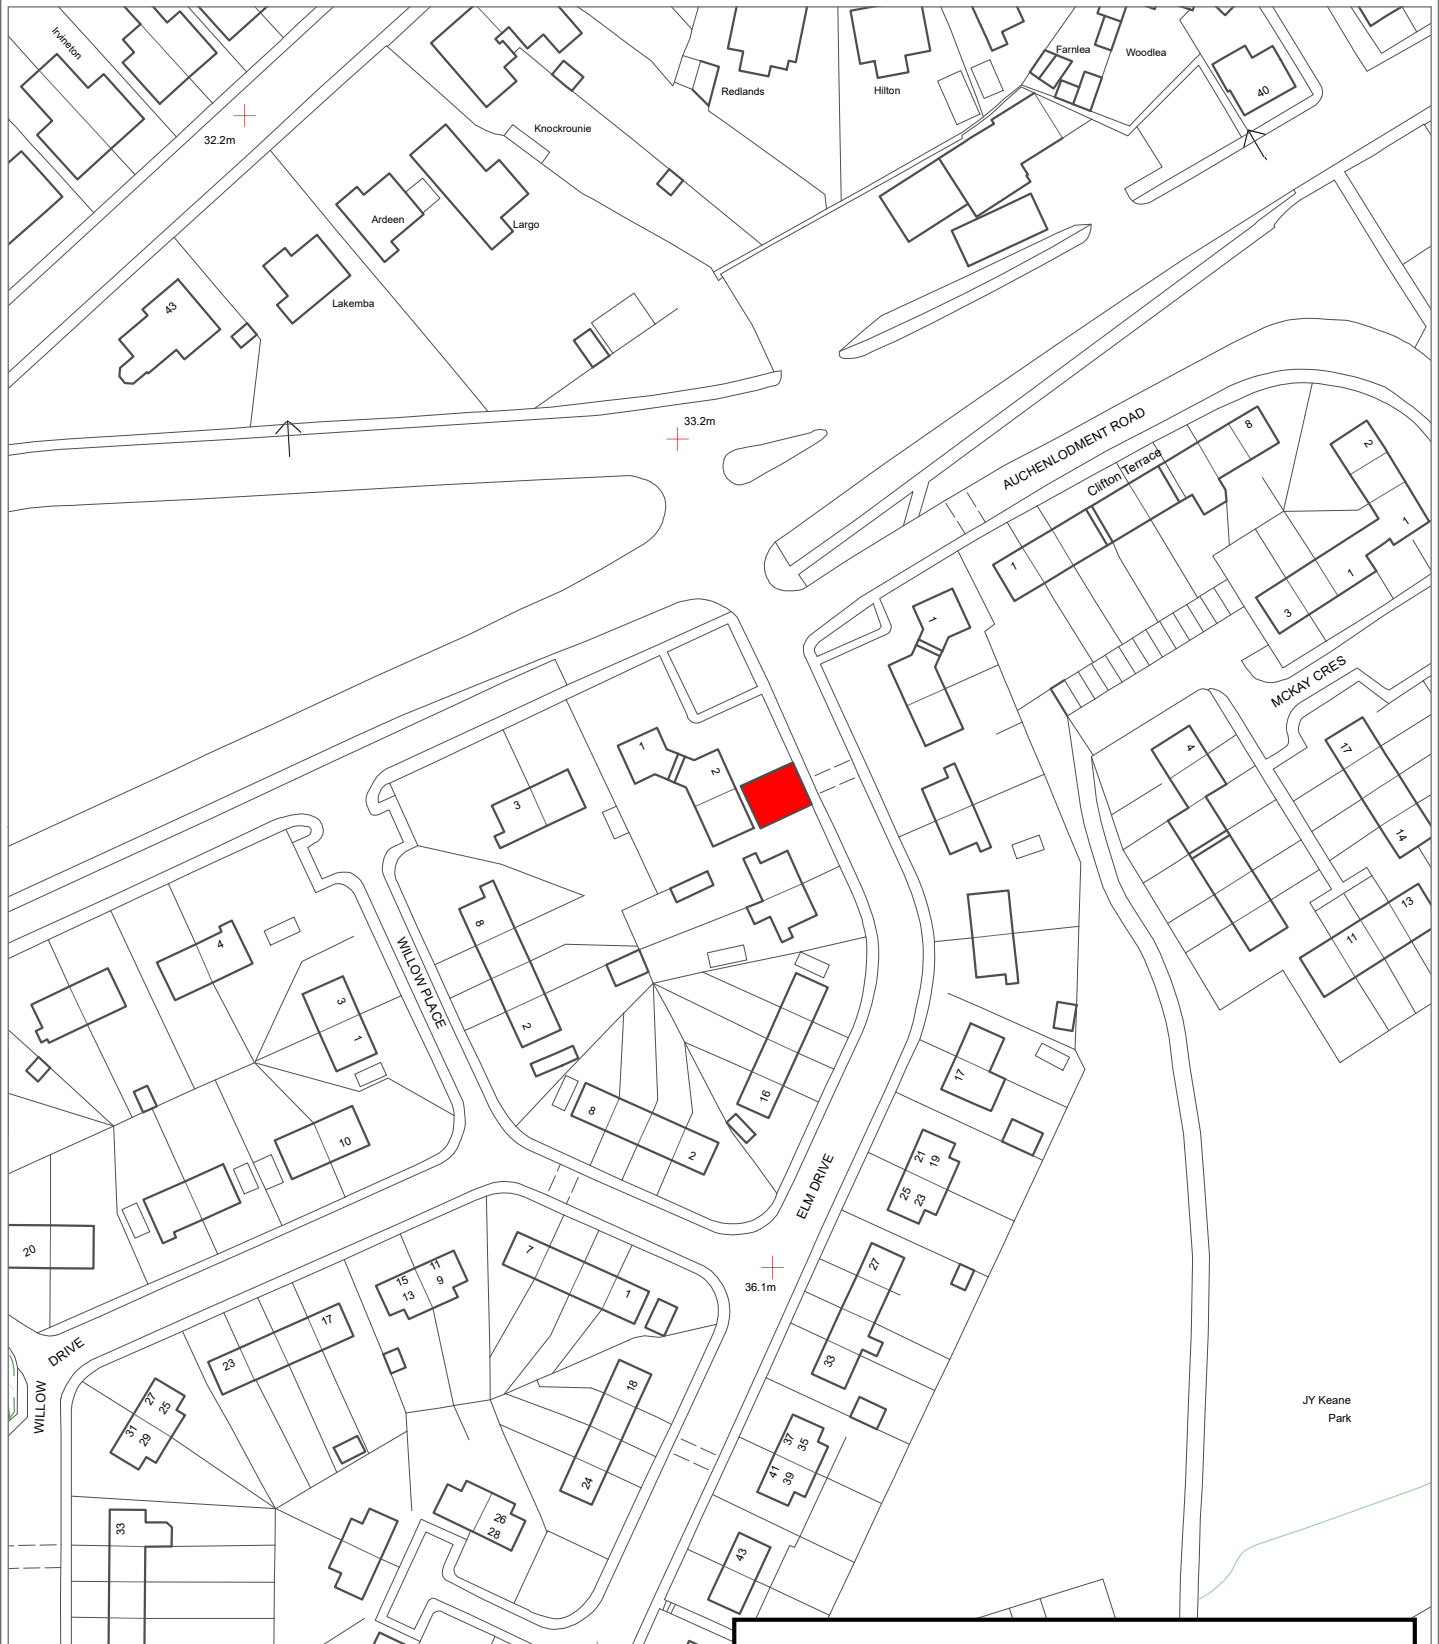 Irvineton
32.2m
Knockrounie
Redlands
Hilton
Farnlea
Woodlea
40
Ardeen
Largo
Lakemba
43
33.2m
AUCHENLODMENT ROAD
Clifton Terrace
8
1
2
1
1
3
MCKAY CRES
1
1
2
3
4
17
14
13
11
8
2
WILLOW PLACE
4
3
1
10
20
17
16
8
2
ELM DRIVE
21
19
25
23
36.1m
27
33
7
1
15
11
13
9
17
23
18
24
DRIVE
WILLOW
27
25
31
29
33
26
28
37
35
41
39
43
JY Keane
Park